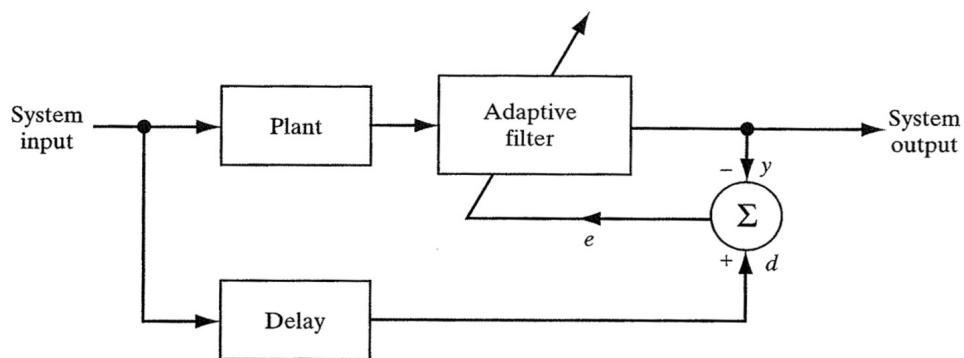 System
input
Plant
Adaptive
filter
System
output
− y
Σ
e
+ d
Delay